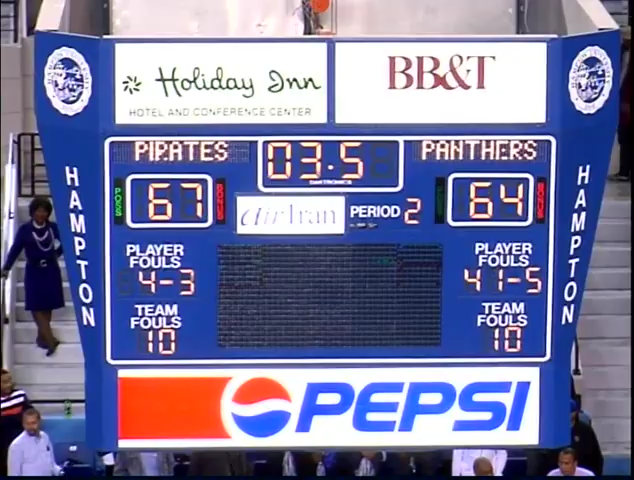 Holiday Inn
HOTEL AND CONFERENCE CENTER
BB&T
PIRATES
03.5
PANTHERS
DAKTRONICS
POSS
67
BONUS
airTran
PERIOD 2
64
BONUS
HAMPTON
HAMPTON
PLAYER
FOULS
4-3
PLAYER
FOULS
41-5
TEAM
FOULS
10
TEAM
FOULS
10
PEPSI